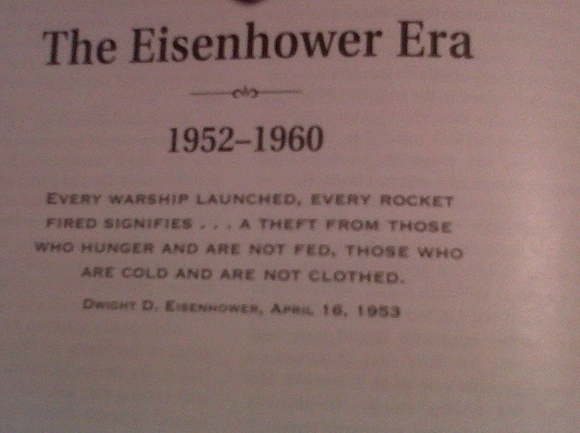 The Eisenhower Era
1952–1960
EVERY WARSHIP LAUNCHED, EVERY ROCKET
FIRED SIGNIFIES . . . A THEFT FROM THOSE
WHO HUNGER AND ARE NOT FED, THOSE WHO
ARE COLD AND ARE NOT CLOTHED.
DWIGHT D. EISENHOWER, APRIL 16, 1953